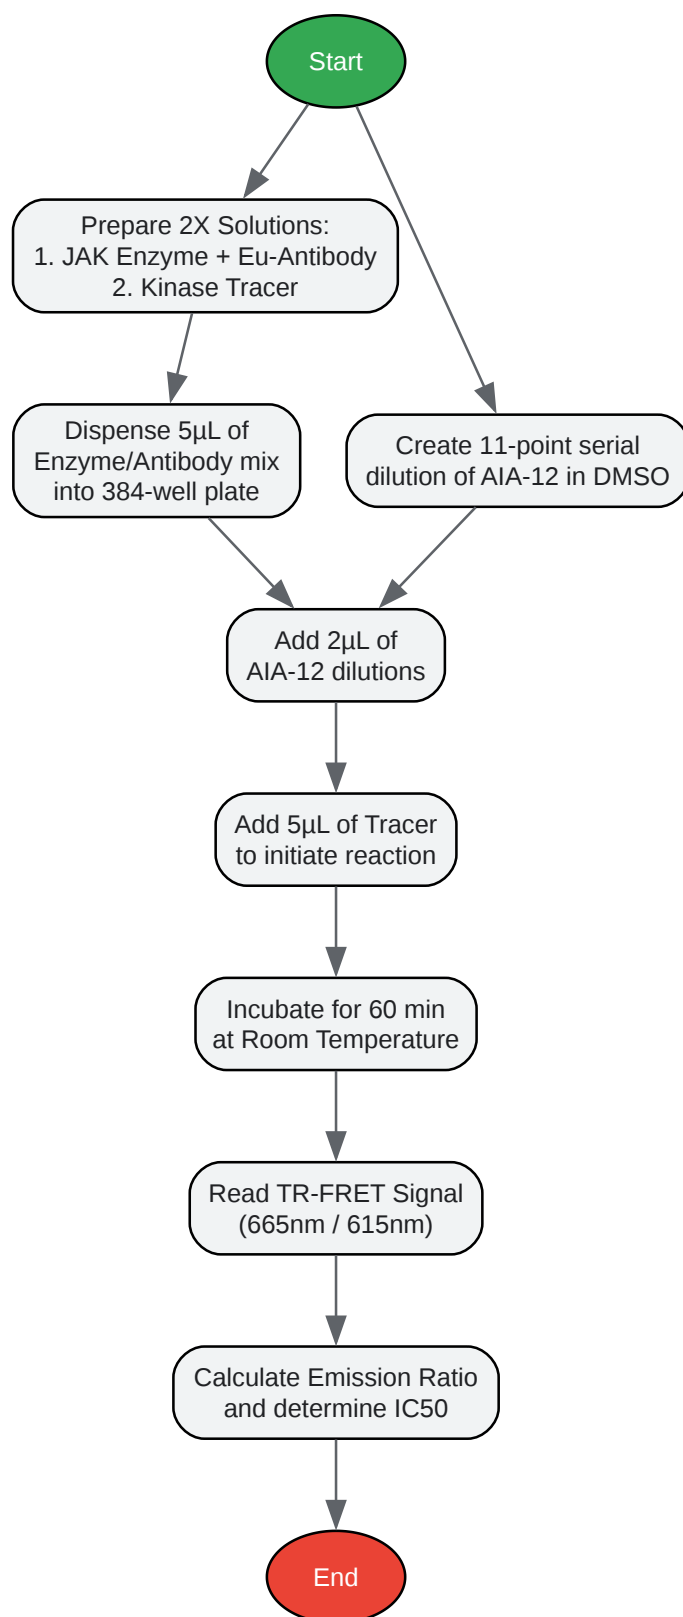 Start
Prepare 2X Solutions:
1. JAK Enzyme + Eu-Antibody
2. Kinase Tracer
Dispense 5µL of
Enzyme/Antibody mix
into 384-well plate
Create 11-point serial
dilution of AIA-12 in DMSO
Add 2µL of
AIA-12 dilutions
Add 5µL of Tracer
to initiate reaction
Incubate for 60 min
at Room Temperature
Read TR-FRET Signal
(665nm / 615nm)
Calculate Emission Ratio
and determine IC50
End